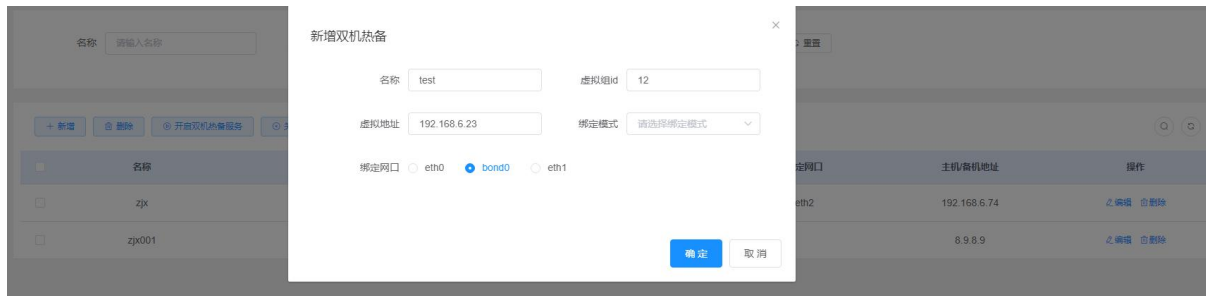 新增双机热备
×
名称 请输入名称
重置
名称 test 虚拟组id 12
虚拟地址 192.168.6.23 绑定模式 请选择绑定模式
+ 新增 删除 开启双机热备服务
绑定网口 eth0 bond0 eth1
名称 定网口 主机/备机地址 操作
zjx eth2 192.168.6.74 编辑 删除
zjx001 8.9.8.9 编辑 删除
确定 取消